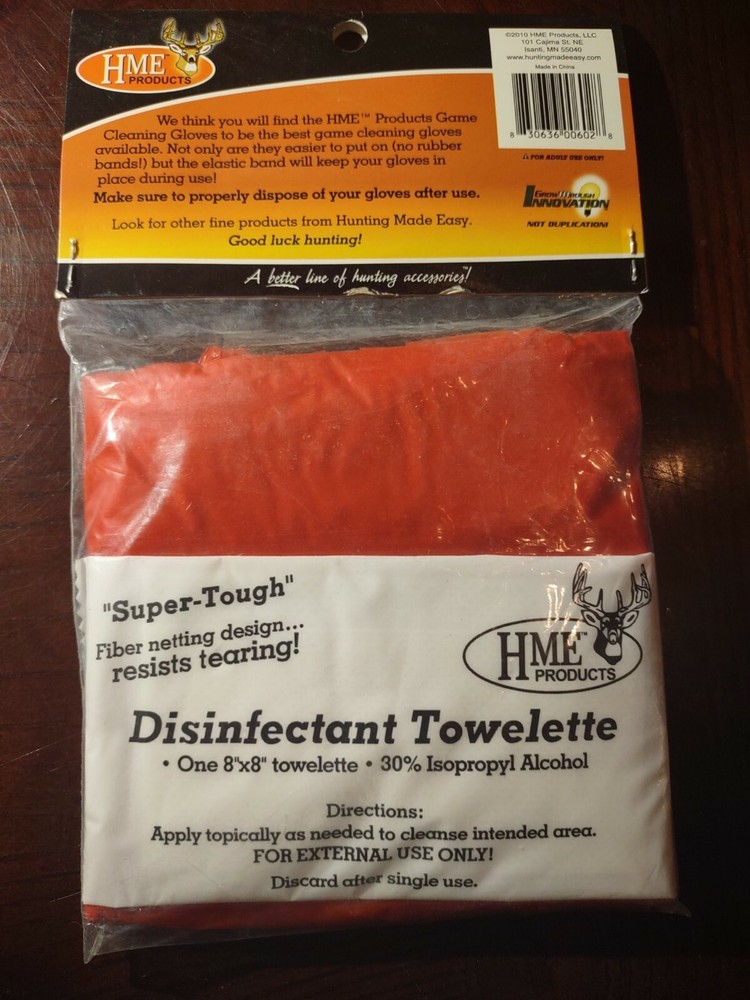 HME
PRODUCTS
©2010 HME Products, LLC
101 Cajima St. NE
Isanti, MN 55040
www.huntingmadeeasy.com
Made in China
8 30636 00602 8
⚠ FOR ADULT USE ONLY!
We think you will find the HME™ Products Game
Cleaning Gloves to be the best game cleaning gloves
available. Not only are they easier to put on (no rubber
bands!) but the elastic band will keep your gloves in
place during use!
Make sure to properly dispose of your gloves after use.
Look for other fine products from Hunting Made Easy.
Good luck hunting!
GROW THROUGH
INNOVATION
NOT DUPLICATION!
A better line of hunting accessories!
"Super-Tough"
Fiber netting design...
resists tearing!
HME™
PRODUCTS
Disinfectant Towelette
• One 8"x8" towelette • 30% Isopropyl Alcohol
Directions:
Apply topically as needed to cleanse intended area.
FOR EXTERNAL USE ONLY!
Discard after single use.